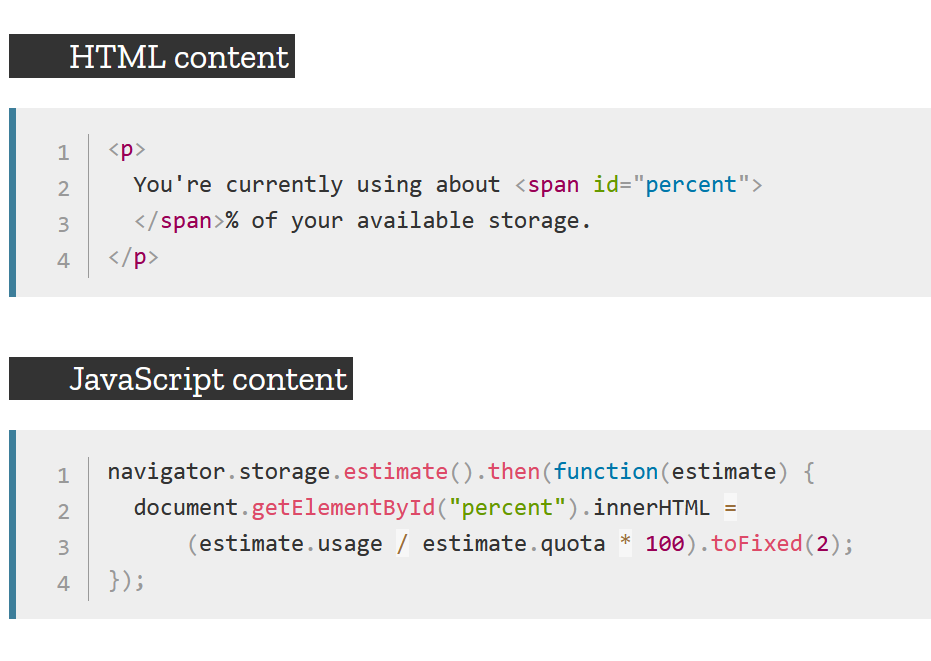 HTML content
1 <p>
2   You're currently using about <span id="percent">
3   </span>% of your available storage.
4 </p>
JavaScript content
1 navigator.storage.estimate().then(function(estimate) {
2   document.getElementById("percent").innerHTML =
3       (estimate.usage / estimate.quota * 100).toFixed(2);
4 });